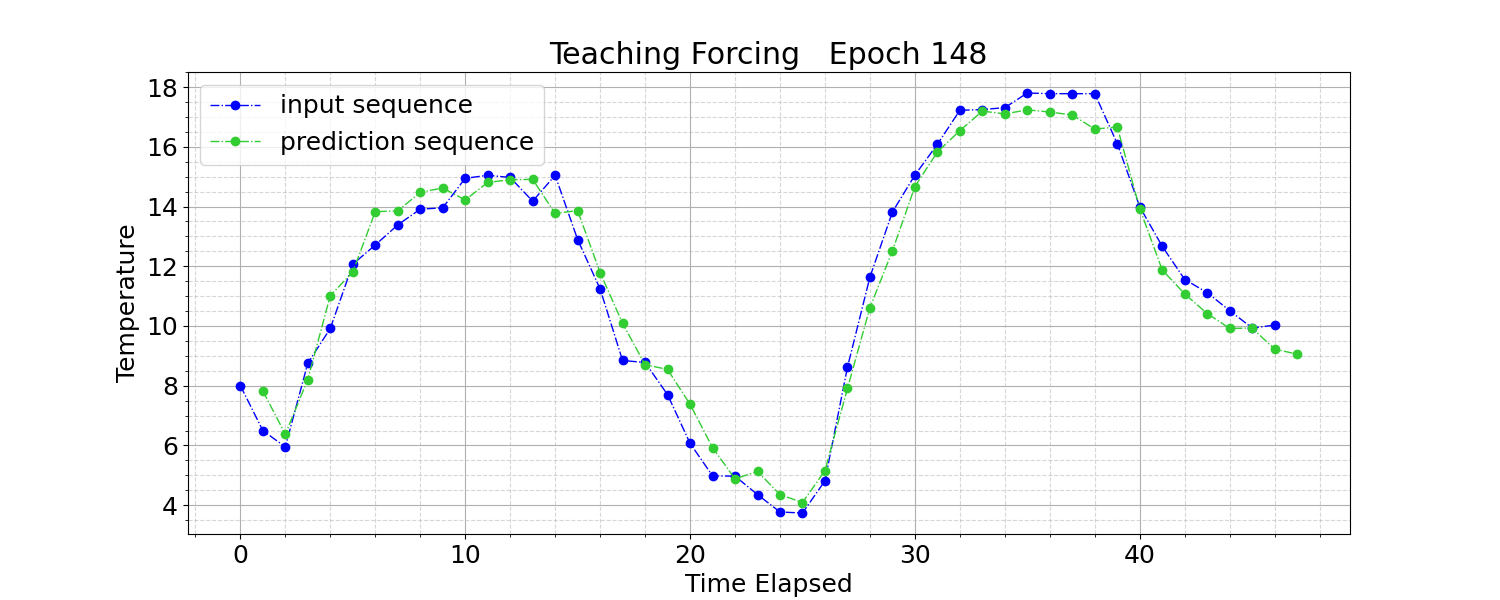 Teaching Forcing   Epoch 148
input sequence
prediction sequence
18
16
14
12
10
8
6
4
Temperature
0 10 20 30 40
Time Elapsed